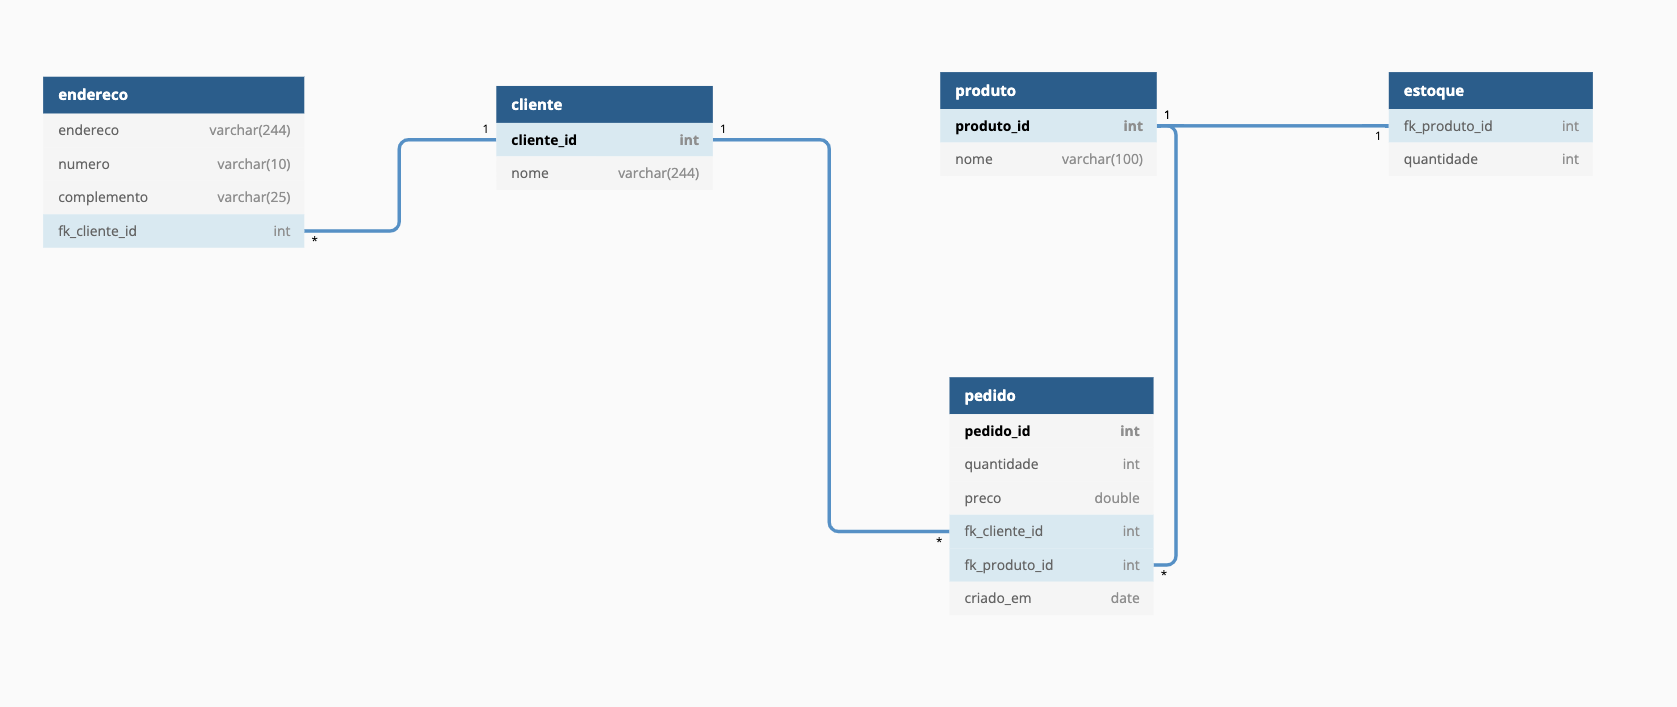 endereco
endereco varchar(244)
numero varchar(10)
complemento varchar(25)
fk_cliente_id int
*
1
cliente
cliente_id int
nome varchar(244)
1
produto
produto_id int
nome varchar(100)
1
1
estoque
fk_produto_id int
quantidade int
pedido
pedido_id int
quantidade int
preco double
fk_cliente_id int
*
fk_produto_id int
*
criado_em date